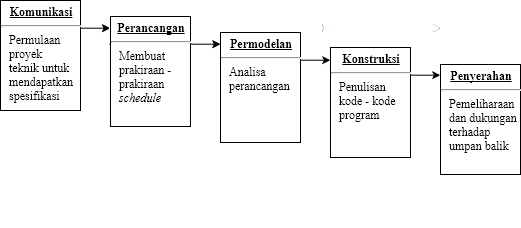 Komunikasi
Permulaan
proyek
teknik untuk
mendapatkan
spesifikasi
Perancangan
Membuat
prakiraan -
prakiraan
schedule
Permodelan
Analisa
perancangan
Konstruksi
Penulisan
kode - kode
program
Penyerahan
Pemeliharaan
dan dukungan
terhadap
umpan balik